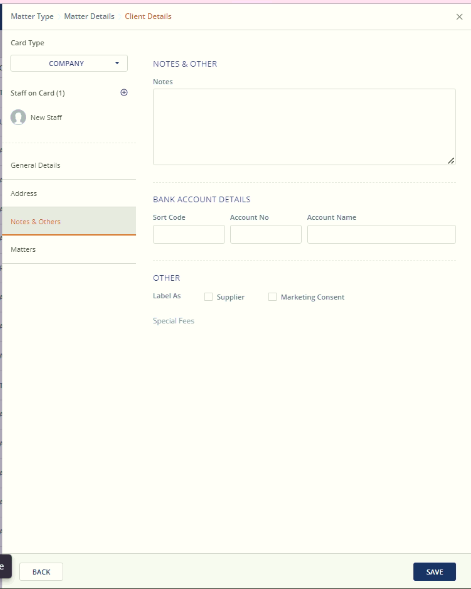 Matter Type Matter Details Client Details
Card Type
COMPANY
Staff on Card (1)
New Staff
General Details
Address
Notes & Others
Matters
NOTES & OTHER
Notes
BANK ACCOUNT DETAILS
Sort Code Account No Account Name
OTHER
Label As Supplier Marketing Consent
Special Fees
BACK SAVE